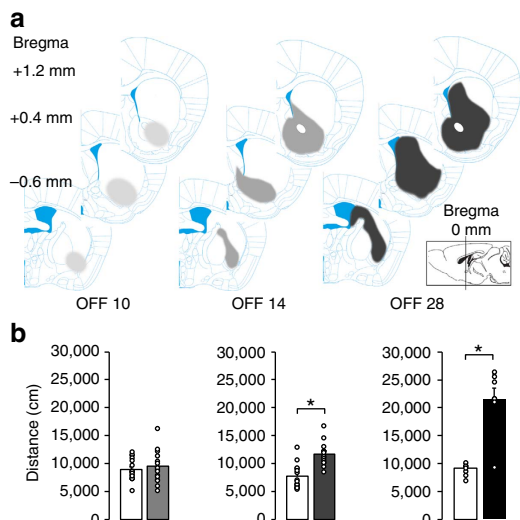 a
Bregma
+1.2 mm
+0.4 mm
–0.6 mm
Bregma
0 mm
OFF 10
OFF 14
OFF 28
b
Distance (cm)
30,000
25,000
20,000
15,000
10,000
5,000
0
30,000
25,000
20,000
15,000
10,000
5,000
0
*
30,000
25,000
20,000
15,000
10,000
5,000
0
*